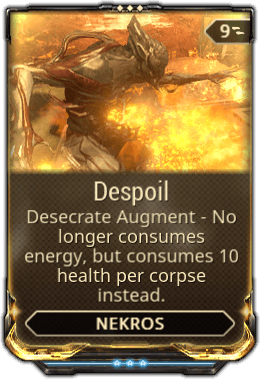 9
Despoil
Desecrate Augment - No
longer consumes
energy, but consumes 10
health per corpse
instead.
NEKROS